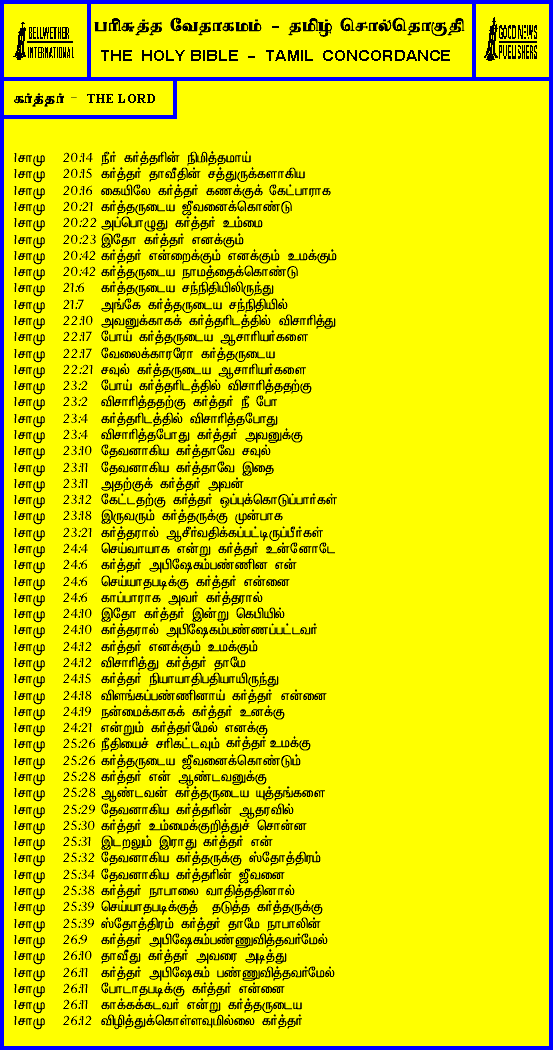 BELLWETHER
INTERNATIONAL
பரிசுத்த வேதாகமம் - தமிழ் சொல்தொகுதி
THE HOLY BIBLE - TAMIL CONCORDANCE
GOOD NEWS
PUBLISHERS
கர்த்தர் - THE LORD
1சாமு 20:14 நீர் கர்த்தரின் நிமித்தமாய்
1சாமு 20:15 கர்த்தர் தாவீதின் சத்துருக்களாகிய
1சாமு 20:16 கையிலே கர்த்தர் கணக்குக் கேட்பாராக
1சாமு 20:21 கர்த்தருடைய ஜீவனைக்கொண்டு
1சாமு 20:22 அப்பொழுது கர்த்தர் உம்மை
1சாமு 20:23 இதோ கர்த்தர் எனக்கும்
1சாமு 20:42 கர்த்தர் என்றைக்கும் எனக்கும் உமக்கும்
1சாமு 20:42 கர்த்தருடைய நாமத்தைக்கொண்டு
1சாமு 21:6 கர்த்தருடைய சந்நிதியிலிருந்து
1சாமு 21:7 அங்கே கர்த்தருடைய சந்நிதியில்
1சாமு 22:10 அவனுக்காகக் கர்த்தரிடத்தில் விசாரித்து
1சாமு 22:17 போய் கர்த்தருடைய ஆசாரியர்களை
1சாமு 22:17 வேலைக்காரரோ கர்த்தருடைய
1சாமு 22:21 சவுல் கர்த்தருடைய ஆசாரியர்களை
1சாமு 23:2 போய் கர்த்தரிடத்தில் விசாரித்ததற்கு
1சாமு 23:2 விசாரித்ததற்கு கர்த்தர் நீ போ
1சாமு 23:4 கர்த்தரிடத்தில் விசாரித்தபோது
1சாமு 23:4 விசாரித்தபோது கர்த்தர் அவனுக்கு
1சாமு 23:10 தேவனாகிய கர்த்தாவே சவுல்
1சாமு 23:11 தேவனாகிய கர்த்தாவே இதை
1சாமு 23:11 அதற்குக் கர்த்தர் அவன்
1சாமு 23:12 கேட்டதற்கு கர்த்தர் ஒப்புக்கொடுப்பார்கள்
1சாமு 23:18 இருவரும் கர்த்தருக்கு முன்பாக
1சாமு 23:21 கர்த்தரால் ஆசீர்வதிக்கப்பட்டிருப்பீர்கள்
1சாமு 24:4 செய்வாயாக என்று கர்த்தர் உன்னோடே
1சாமு 24:6 கர்த்தர் அபிஷேகம்பண்ணின என்
1சாமு 24:6 செய்யாதபடிக்கு கர்த்தர் என்னை
1சாமு 24:6 காப்பாராக அவர் கர்த்தரால்
1சாமு 24:10 இதோ கர்த்தர் இன்று கெபியில்
1சாமு 24:10 கர்த்தரால் அபிஷேகம்பண்ணப்பட்டவர்
1சாமு 24:12 கர்த்தர் எனக்கும் உமக்கும்
1சாமு 24:12 விசாரித்து கர்த்தர் தாமே
1சாமு 24:15 கர்த்தர் நியாயாதிபதியாயிருந்து
1சாமு 24:18 விளங்கப்பண்ணினாய் கர்த்தர் என்னை
1சாமு 24:19 நன்மைக்காகக் கர்த்தர் உனக்கு
1சாமு 24:21 என்றும் கர்த்தர்மேல் எனக்கு
1சாமு 25:26 நீதியைச் சரிகட்டவும் கர்த்தர் உமக்கு
1சாமு 25:26 கர்த்தருடைய ஜீவனைக்கொண்டும்
1சாமு 25:28 கர்த்தர் என் ஆண்டவனுக்கு
1சாமு 25:28 ஆண்டவன் கர்த்தருடைய யுத்தங்களை
1சாமு 25:29 தேவனாகிய கர்த்தரின் ஆதரவில்
1சாமு 25:30 கர்த்தர் உம்மைக்குறித்துச் சொன்ன
1சாமு 25:31 இடறலும் இராது கர்த்தர் என்
1சாமு 25:32 தேவனாகிய கர்த்தருக்கு ஸ்தோத்திரம்
1சாமு 25:34 தேவனாகிய கர்த்தரின் ஜீவனை
1சாமு 25:38 கர்த்தர் நாபாலை வாதித்ததினால்
1சாமு 25:39 செய்யாதபடிக்குத் தடுத்த கர்த்தருக்கு
1சாமு 25:39 ஸ்தோத்திரம் கர்த்தர் தாமே நாபாலின்
1சாமு 26:9 கர்த்தர் அபிஷேகம்பண்ணுவித்தவர்மேல்
1சாமு 26:10 தாவீது கர்த்தர் அவரை அடித்து
1சாமு 26:11 கர்த்தர் அபிஷேகம் பண்ணுவித்தவர்மேல்
1சாமு 26:11 போடாதபடிக்கு கர்த்தர் என்னை
1சாமு 26:11 காக்கக்கடவர் என்று கர்த்தருடைய
1சாமு 26:12 விழித்துக்கொள்ளவுமில்லை கர்த்தர்